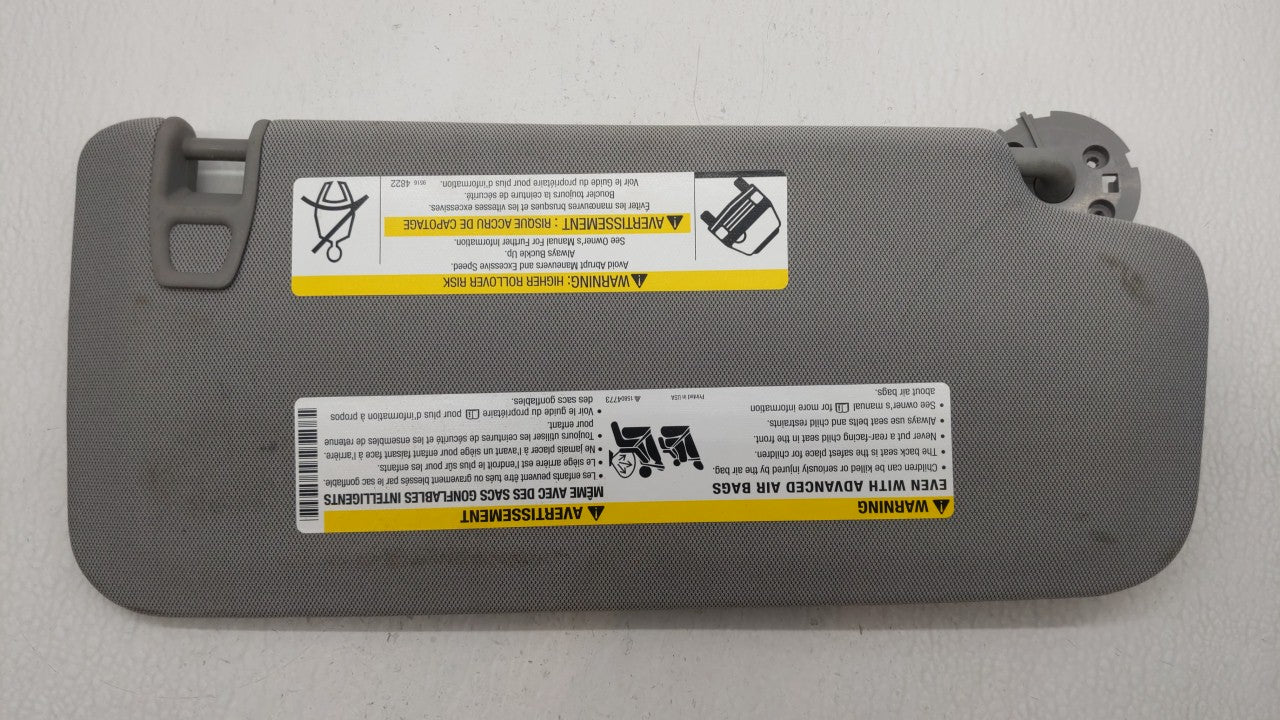 WARNING
EVEN WITH ADVANCED AIR BAGS
• Children can be killed or seriously injured by the air bag.
• The back seat is the safest place for children.
• Never put a rear-facing child seat in the front.
• Always use seat belts and child restraints.
• See owner's manual for more information
about air bags.
Printed in USA
15804773
AVERTISSEMENT
MÊME AVEC DES SACS GONFLABLES INTELLIGENTS
• Les enfants peuvent être tués ou gravement blessés par le sac gonflable.
• Le siège arrière est l'endroit le plus sûr pour les enfants.
• Ne jamais placer à l'avant un siège pour enfant faisant face à l'arrière.
• Toujours utiliser les ceintures de sécurité et les ensembles de retenue
pour enfant.
• Voir le guide du propriétaire pour plus d'information à propos
des sacs gonflables.
WARNING: HIGHER ROLLOVER RISK
Avoid Abrupt Maneuvers and Excessive Speed.
Always Buckle Up.
See Owner's Manual For Further Information.
AVERTISSEMENT : RISQUE ACCRU DE CAPOTAGE
Éviter les manœuvres brusques et les vitesses excessives.
Boucler toujours la ceinture de sécurité.
Voir le Guide du propriétaire pour plus d'information.
9516 4822